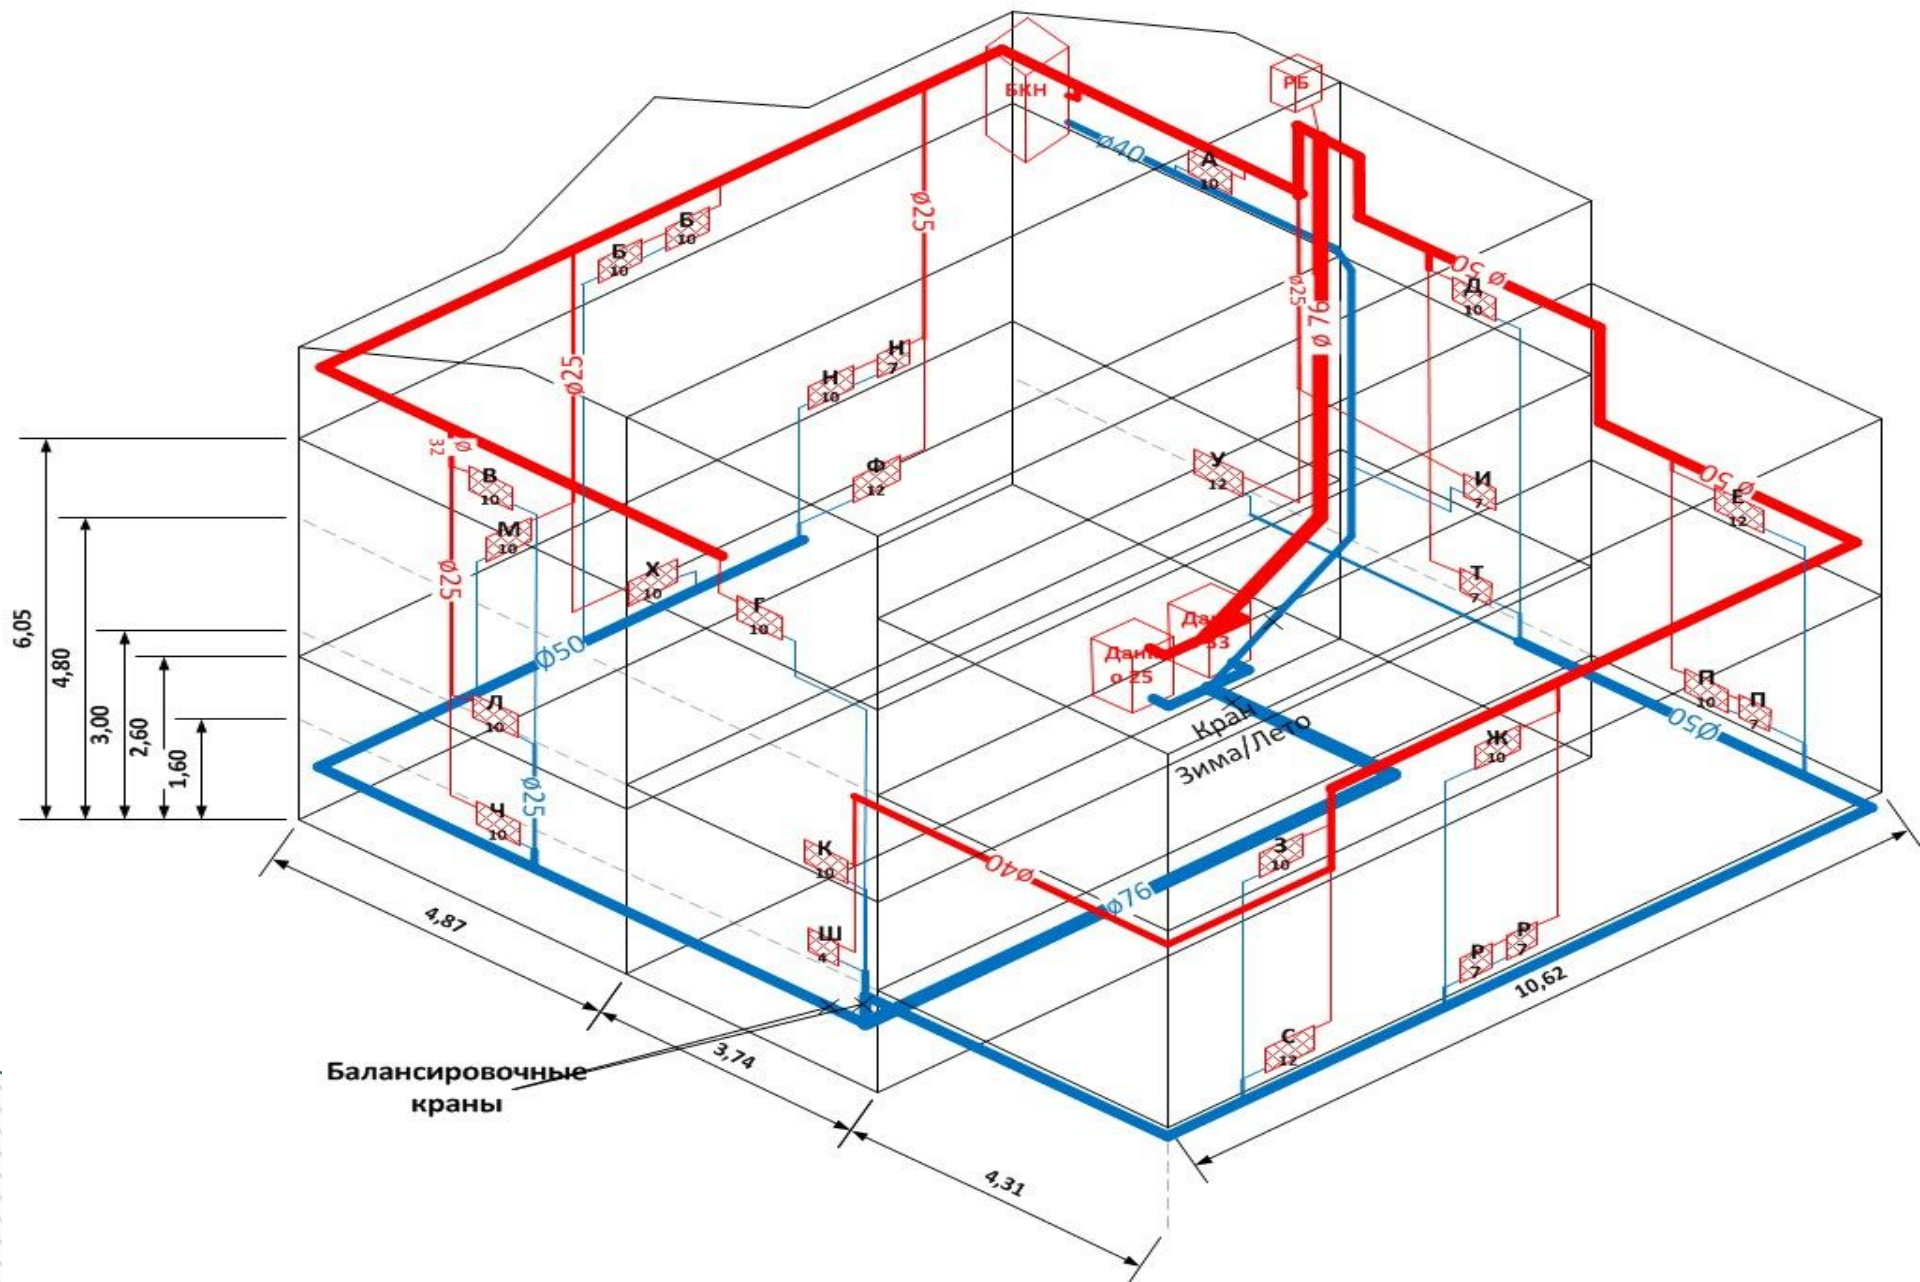 БКН
РБ
ø40
А
10
ø25
Б
10
Б
10
ø25
ø 76
ø 50
Д
10
ø25
Н
7
Н
10
ø
32
В
10
М
10
Ф
12
У
12
И
7
ø 50
Е
12
ø25
Х
10
Г
10
Т
7
Ø50
Л
10
П
10
П
7
Ø50
о 25
33
Кран
Зима/Лето
Ж
10
6,05
4,80
3,00
2,60
1,60
Ч
10
ø25
К
10
ø40
З
10
ø76
Ш
4
Р
7
Р
7
4,87
3,74
4,31
10,62
С
12
Балансировочные
краны